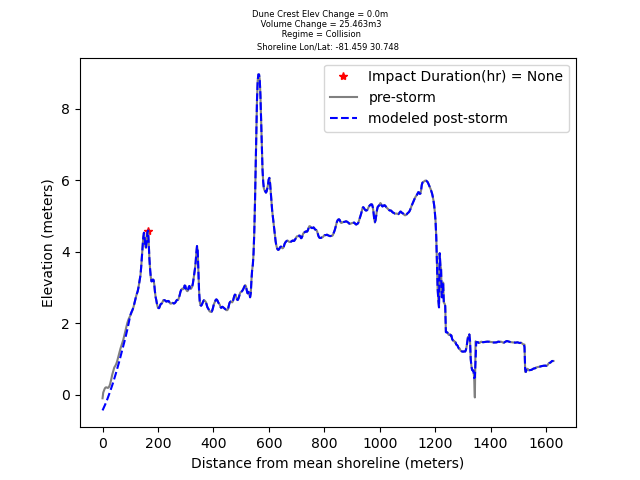 Dune Crest Elev Change = 0.0m
Volume Change = 25.463m3
Regime = Collision
Shoreline Lon/Lat: -81.459 30.748
Impact Duration(hr) = None
pre-storm
modeled post-storm
8
6
4
2
0
Elevation (meters)
0 200 400 600 800 1000 1200 1400 1600
Distance from mean shoreline (meters)